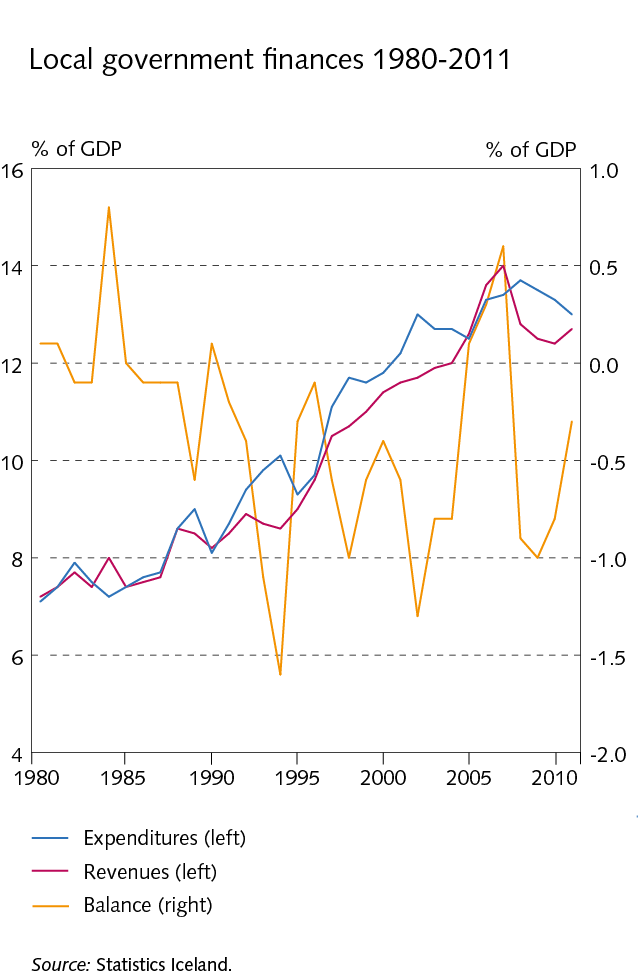 Local government finances 1980-2011
% of GDP % of GDP
16 1.0
14 0.5
12 0.0
10 -0.5
8 -1.0
6 -1.5
4 -2.0
1980 1985 1990 1995 2000 2005 2010
Expenditures (left)
Revenues (left)
Balance (right)
Source: Statistics Iceland.